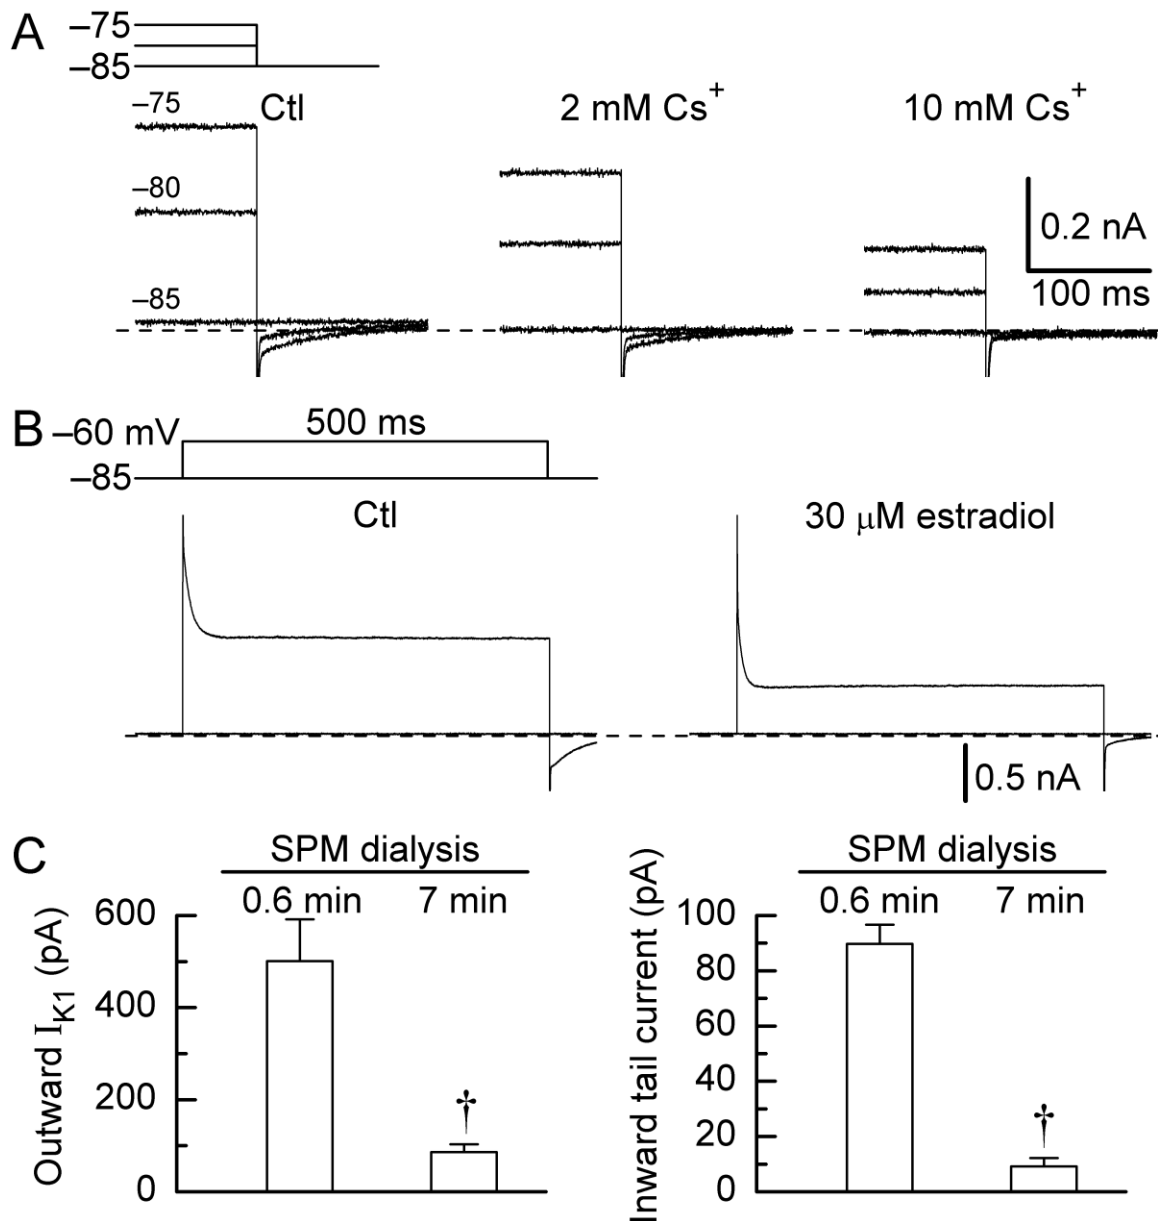 A
–75
–85
Ctl
2 mM Cs⁺
10 mM Cs⁺
–75
–80
–85
0.2 nA
100 ms
B
–60 mV
500 ms
–85
Ctl
30 μM estradiol
0.5 nA
C
SPM dialysis
0.6 min 7 min
Outward I_K1 (pA)
600
400
200
0
†
SPM dialysis
0.6 min 7 min
Inward tail current (pA)
100
80
60
40
20
0
†